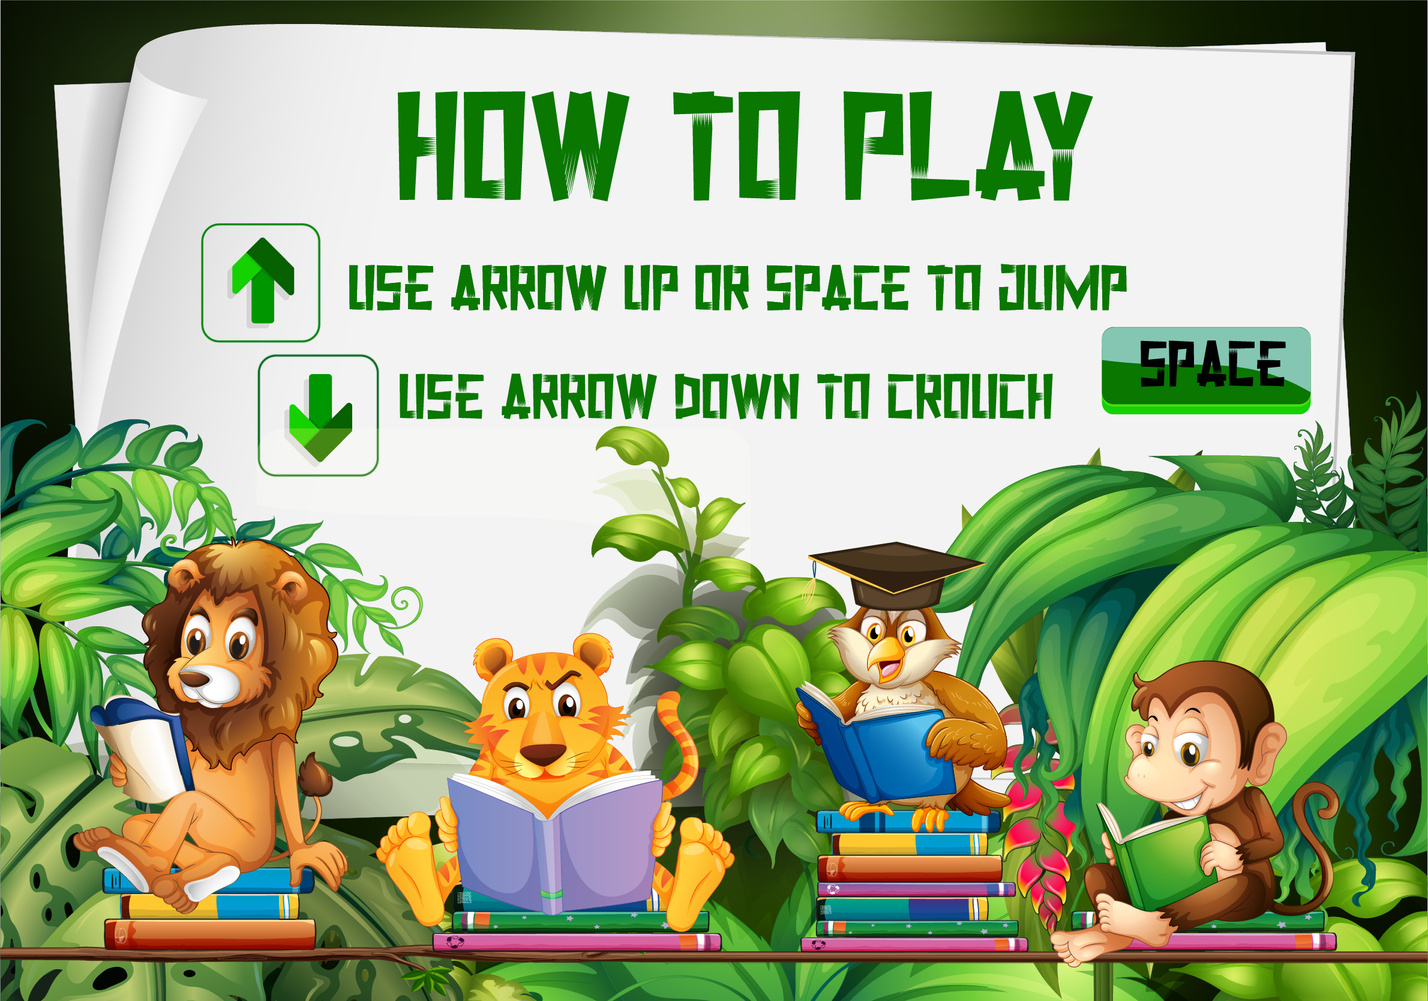 HOW TO PLAY
USE ARROW UP OR SPACE TO JUMP
SPACE
USE ARROW DOWN TO CROUCH